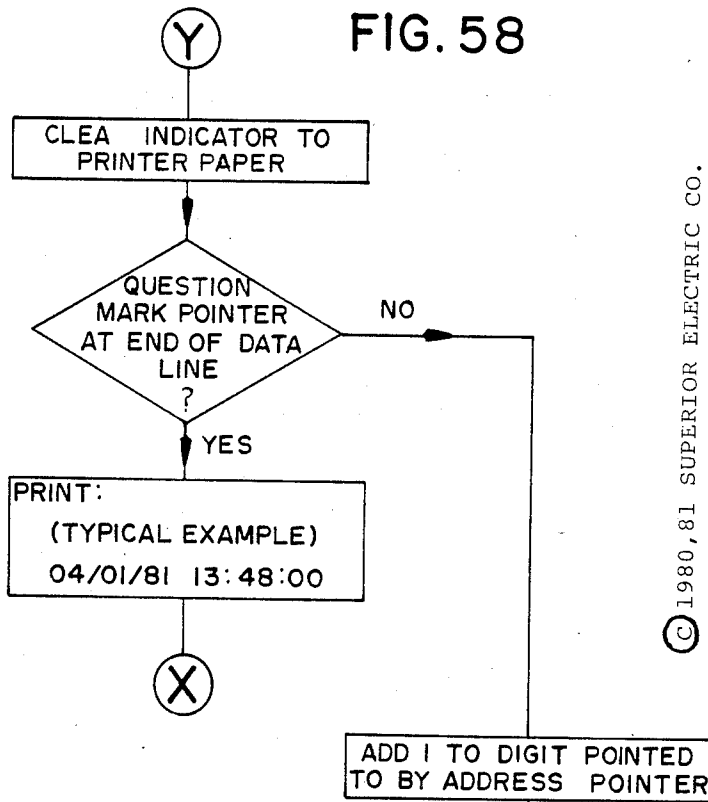 FIG. 58
Y
CLEA INDICATOR TO
PRINTER PAPER
QUESTION
MARK POINTER
AT END OF DATA
LINE
?
NO
YES
PRINT:
(TYPICAL EXAMPLE)
04/01/81 13:48:00
X
ADD 1 TO DIGIT POINTED
TO BY ADDRESS POINTER
© 1980,81 SUPERIOR ELECTRIC CO.